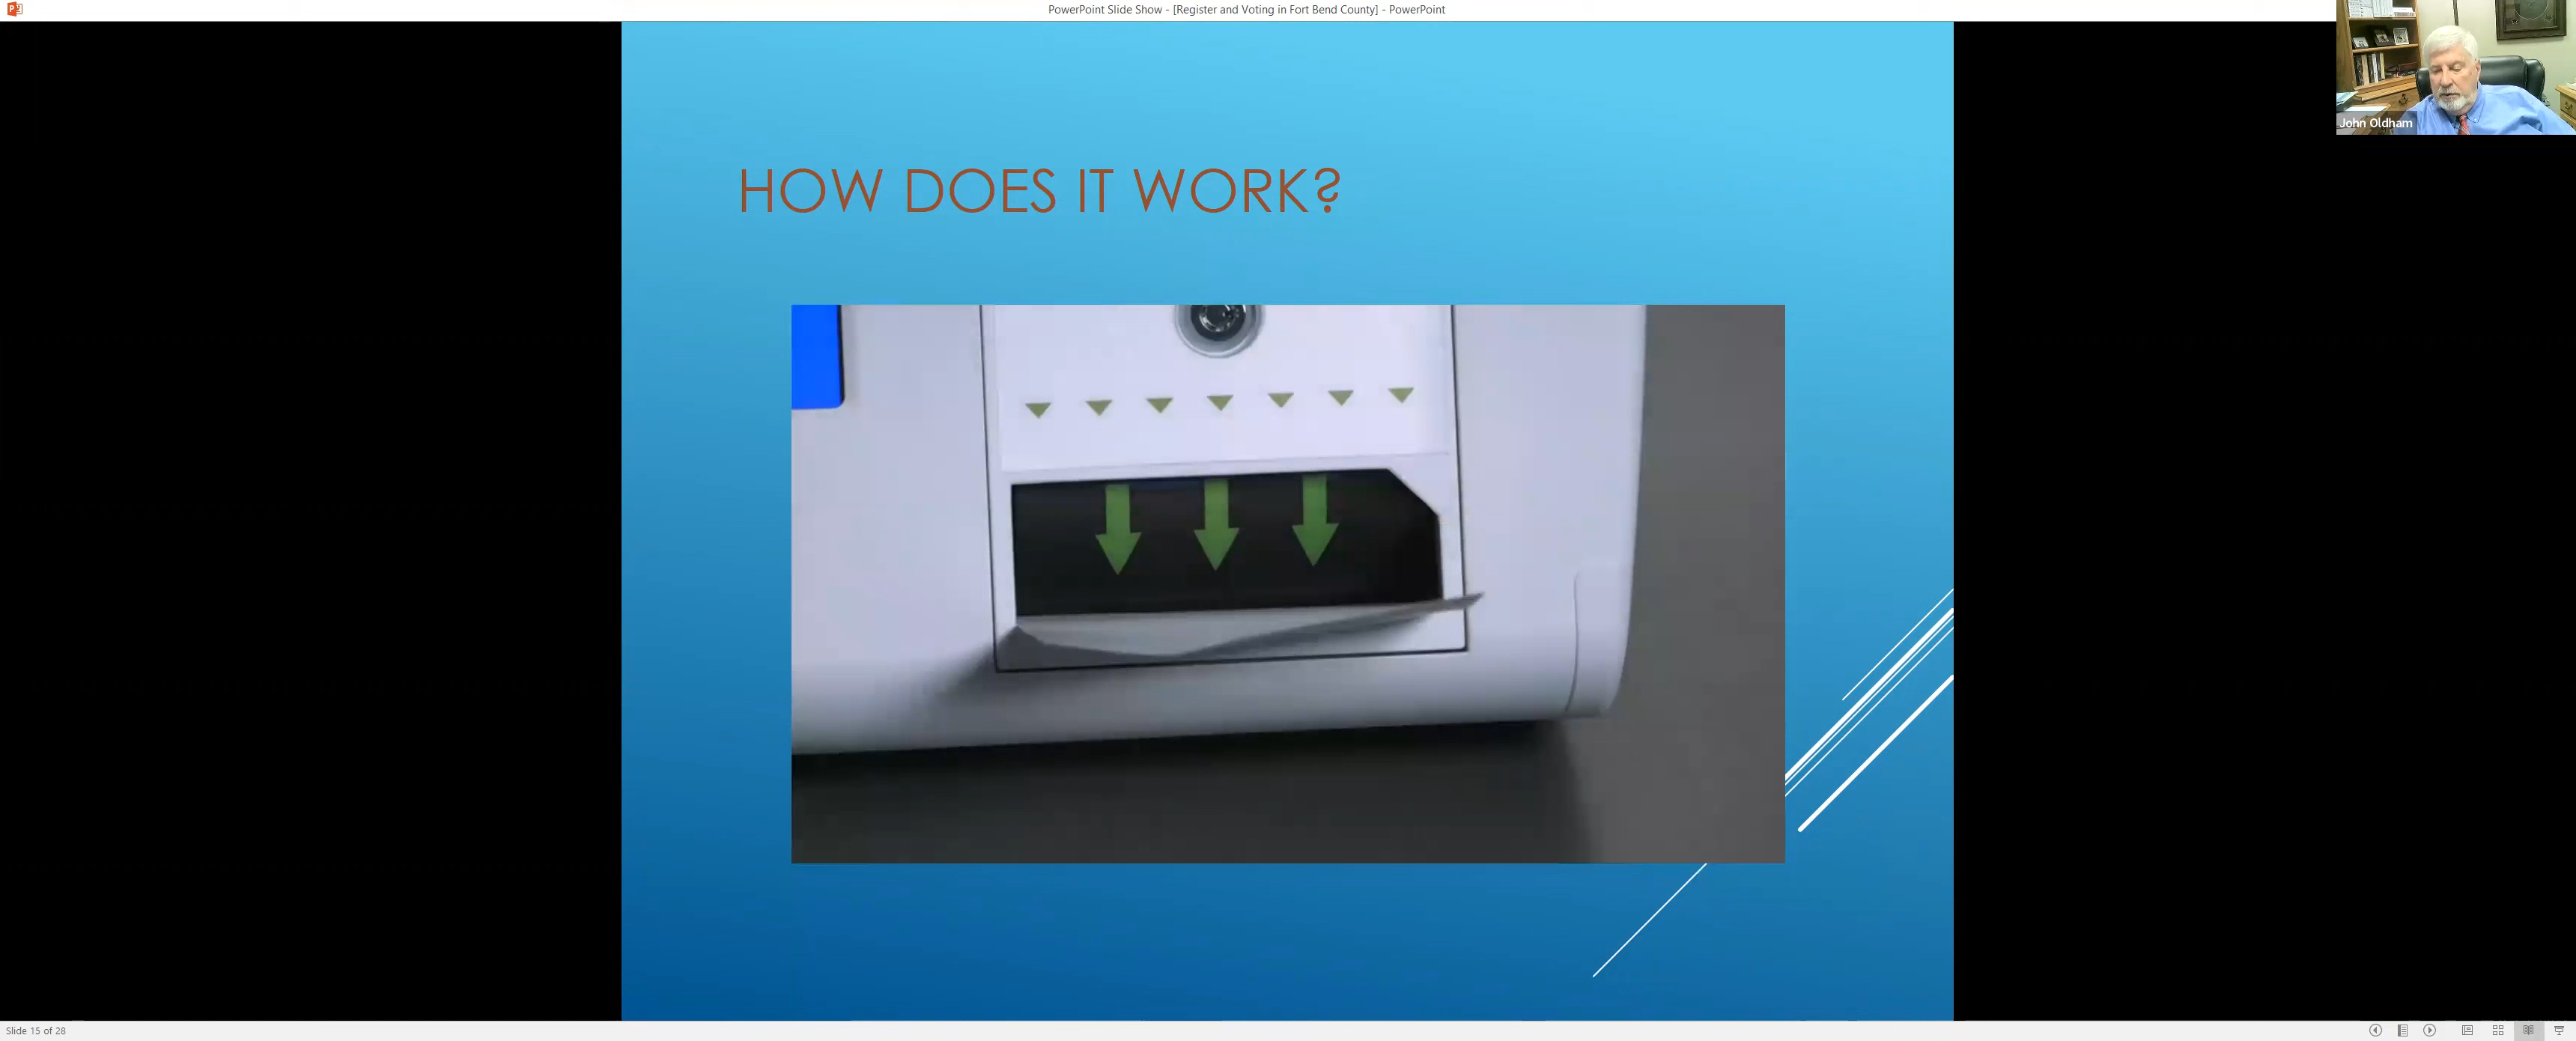 PowerPoint Slide Show - [Register and Voting in Fort Bend County] - PowerPoint
John Oldham
HOW DOES IT WORK?
Slide 15 of 28